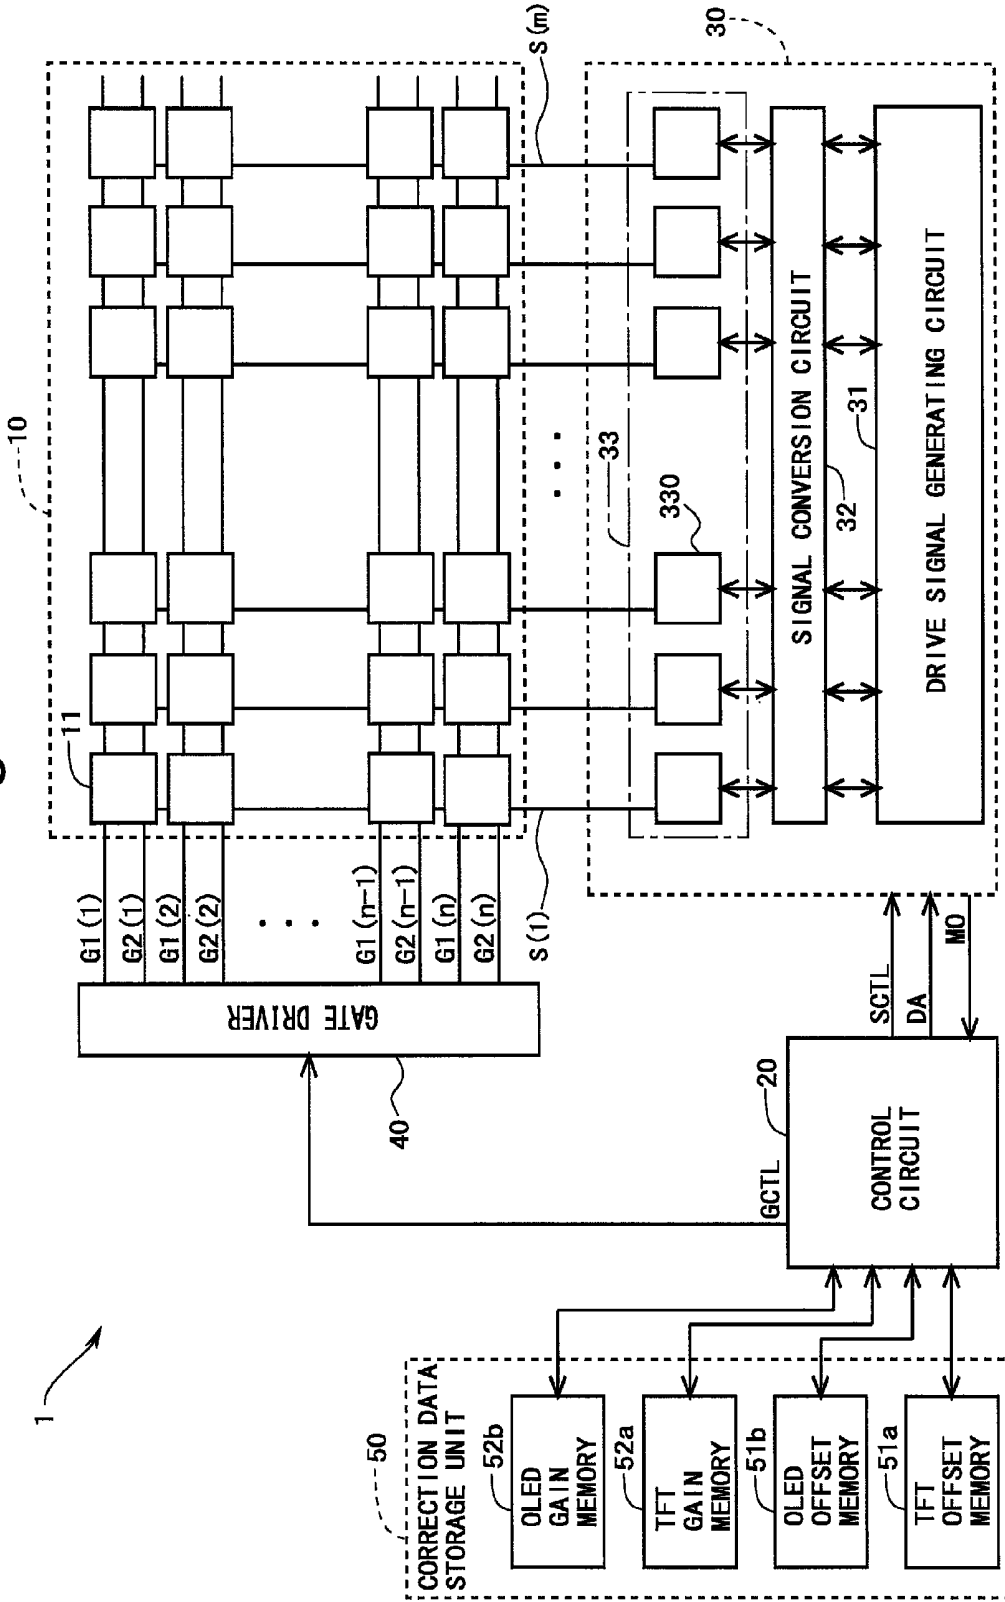 1
10
11
G1(1)
G2(1)
G1(2)
G2(2)
. . .
G1(n-1)
G2(n-1)
G1(n)
G2(n)
GATE DRIVER
40
S(1)
S(m)
. . .
30
33
330
SIGNAL CONVERSION CIRCUIT
32
31
DRIVE SIGNAL GENERATING CIRCUIT
GCTL
20
CONTROL
CIRCUIT
SCTL
DA
MO
50
CORRECTION DATA
STORAGE UNIT
52b
OLED
GAIN
MEMORY
52a
TFT
GAIN
MEMORY
51b
OLED
OFFSET
MEMORY
51a
TFT
OFFSET
MEMORY